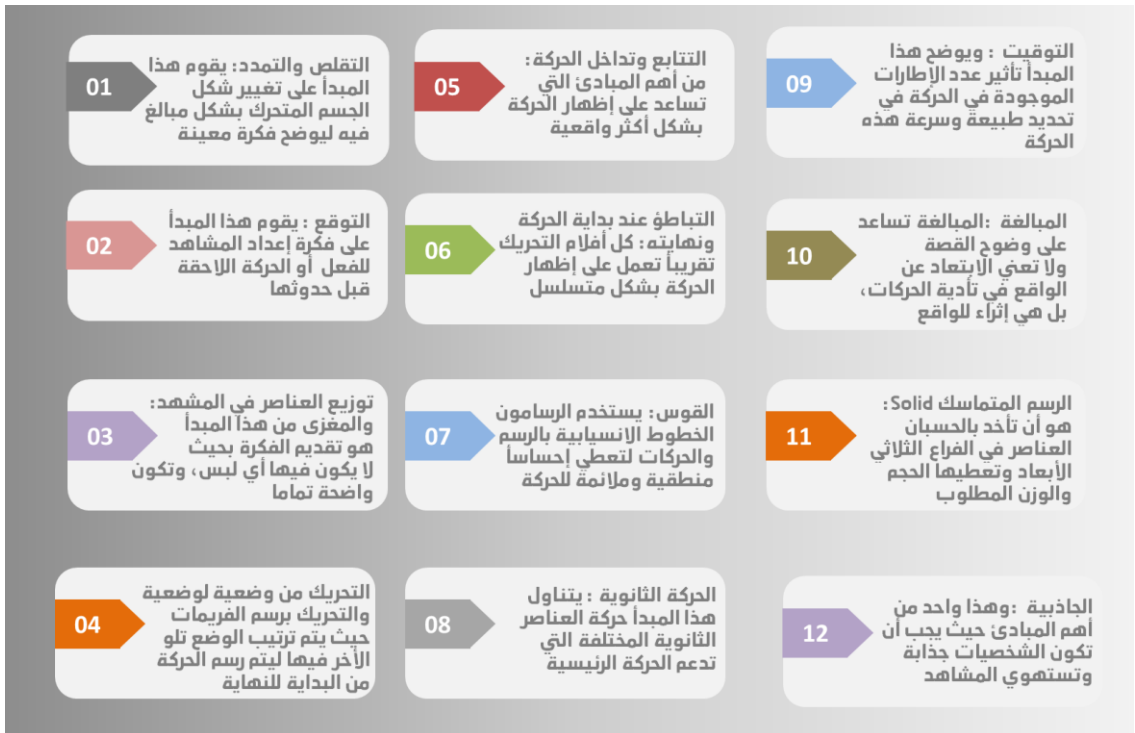 01
التقلص والتمدد: يقوم هذا
المبدأ على تغيير شكل
الجسم المتحرك بشكل مبالغ
فيه ليوضح فكرة معينة
02
التوقع : يقوم هذا المبدأ
على فكرة إعداد المشاهد
للفعل أو الحركة اللاحقة
قبل حدوثها
03
توزيع العناصر في المشهد:
والمغزى من هذا المبدأ
هو تقديم الفكرة بحيث
لا يكون فيها أي لبس، وتكون
واضحة تماما
04
التحريك من وضعية لوضعية
والتحريك برسم الفريمات
حيث يتم ترتيب الوضع تلو
الأخر فيها ليتم رسم الحركة
من البداية للنهاية
05
التتابع وتداخل الحركة:
من أهم المبادئ التي
تساعد على إظهار الحركة
بشكل أكثر واقعية
06
التباطؤ عند بداية الحركة
ونهايته: كل أفلام التحريك
تقريباً تعمل على إظهار
الحركة بشكل متسلسل
07
القوس: يستخدم الرسامون
الخطوط الانسيابية بالرسم
والحركات لتعطي إحساساً
منطقية وملائمة للحركة
08
الحركة الثانوية : يتناول
هذا المبدأ حركة العناصر
الثانوية المختلفة التي
تدعم الحركة الرئيسية
09
التوقيت : ويوضح هذا
المبدأ تأثير عدد الإطارات
الموجودة في الحركة في
تحديد طبيعة وسرعة هذه
الحركة
10
المبالغة :المبالغة تساعد
على وضوح القصة
ولا تعني الابتعاد عن
الواقع في تأدية الحركات،
بل هي إثراء للواقع
11
الرسم المتماسك Solid:
هو أن تأخد بالحسبان
العناصر في الفراغ الثلاثي
الأبعاد وتعطيها الحجم
والوزن المطلوب
12
الجاذبية :وهذا واحد من
أهم المبادئ حيث يجب أن
تكون الشخصيات جذابة
وتستهوي المشاهد